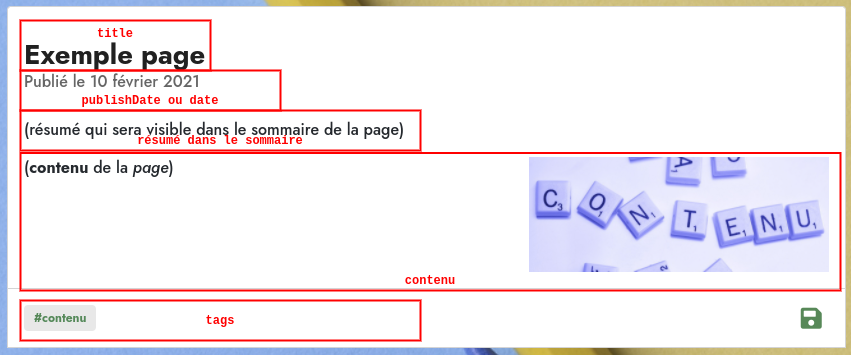 title
Exemple page
Publié le 10 février 2021
publishDate ou date
(résumé qui sera visible dans le sommaire de la page)
résumé dans le sommaire
(contenu de la page)
A
C O N T E N U
contenu
#contenu
tags